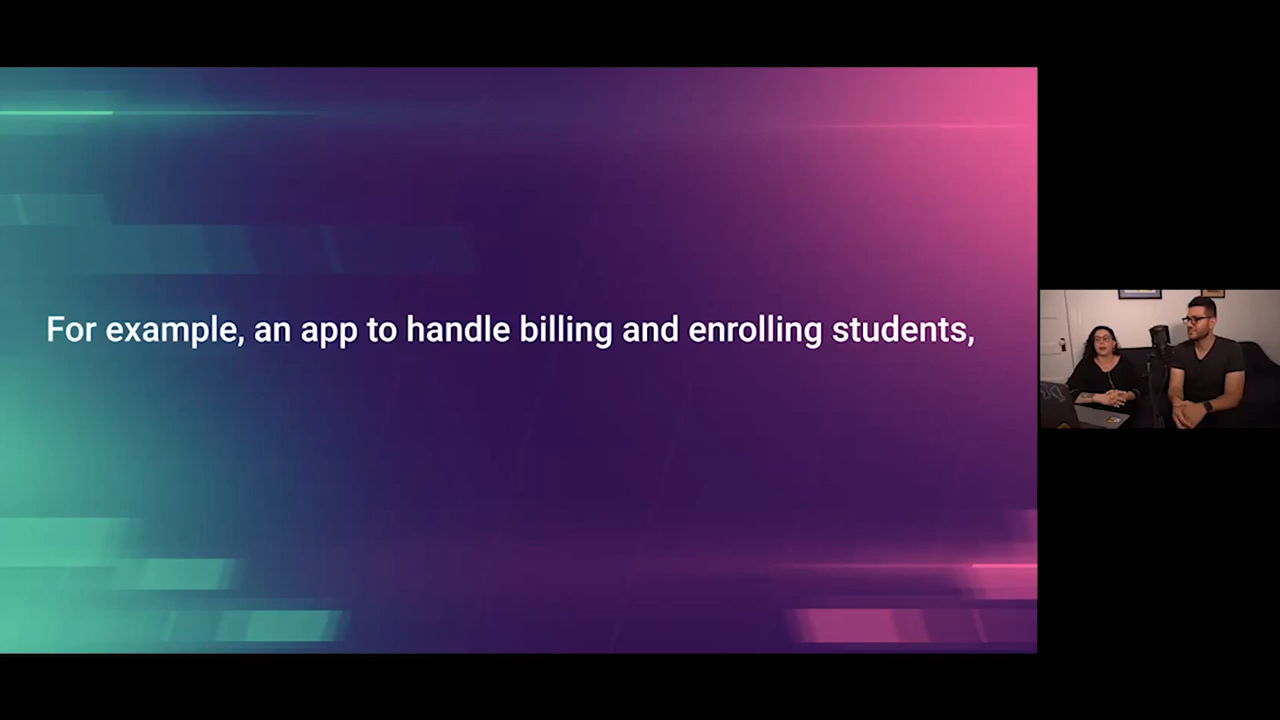 For example, an app to handle billing and enrolling students,